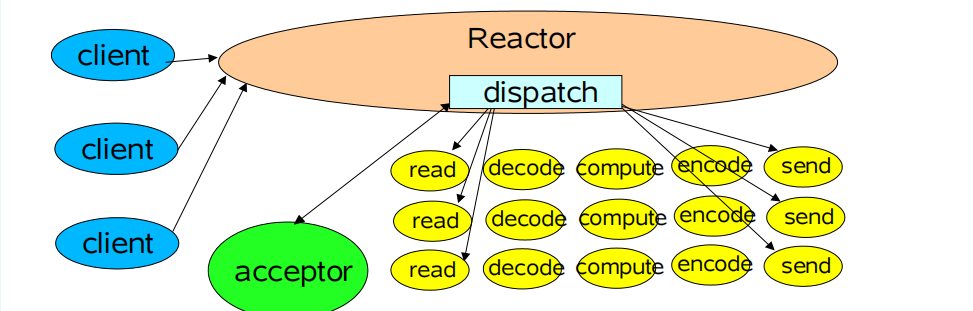 Reactor
client
dispatch
client
read decode compute encode send
read decode compute encode send
client
acceptor
read decode compute encode send